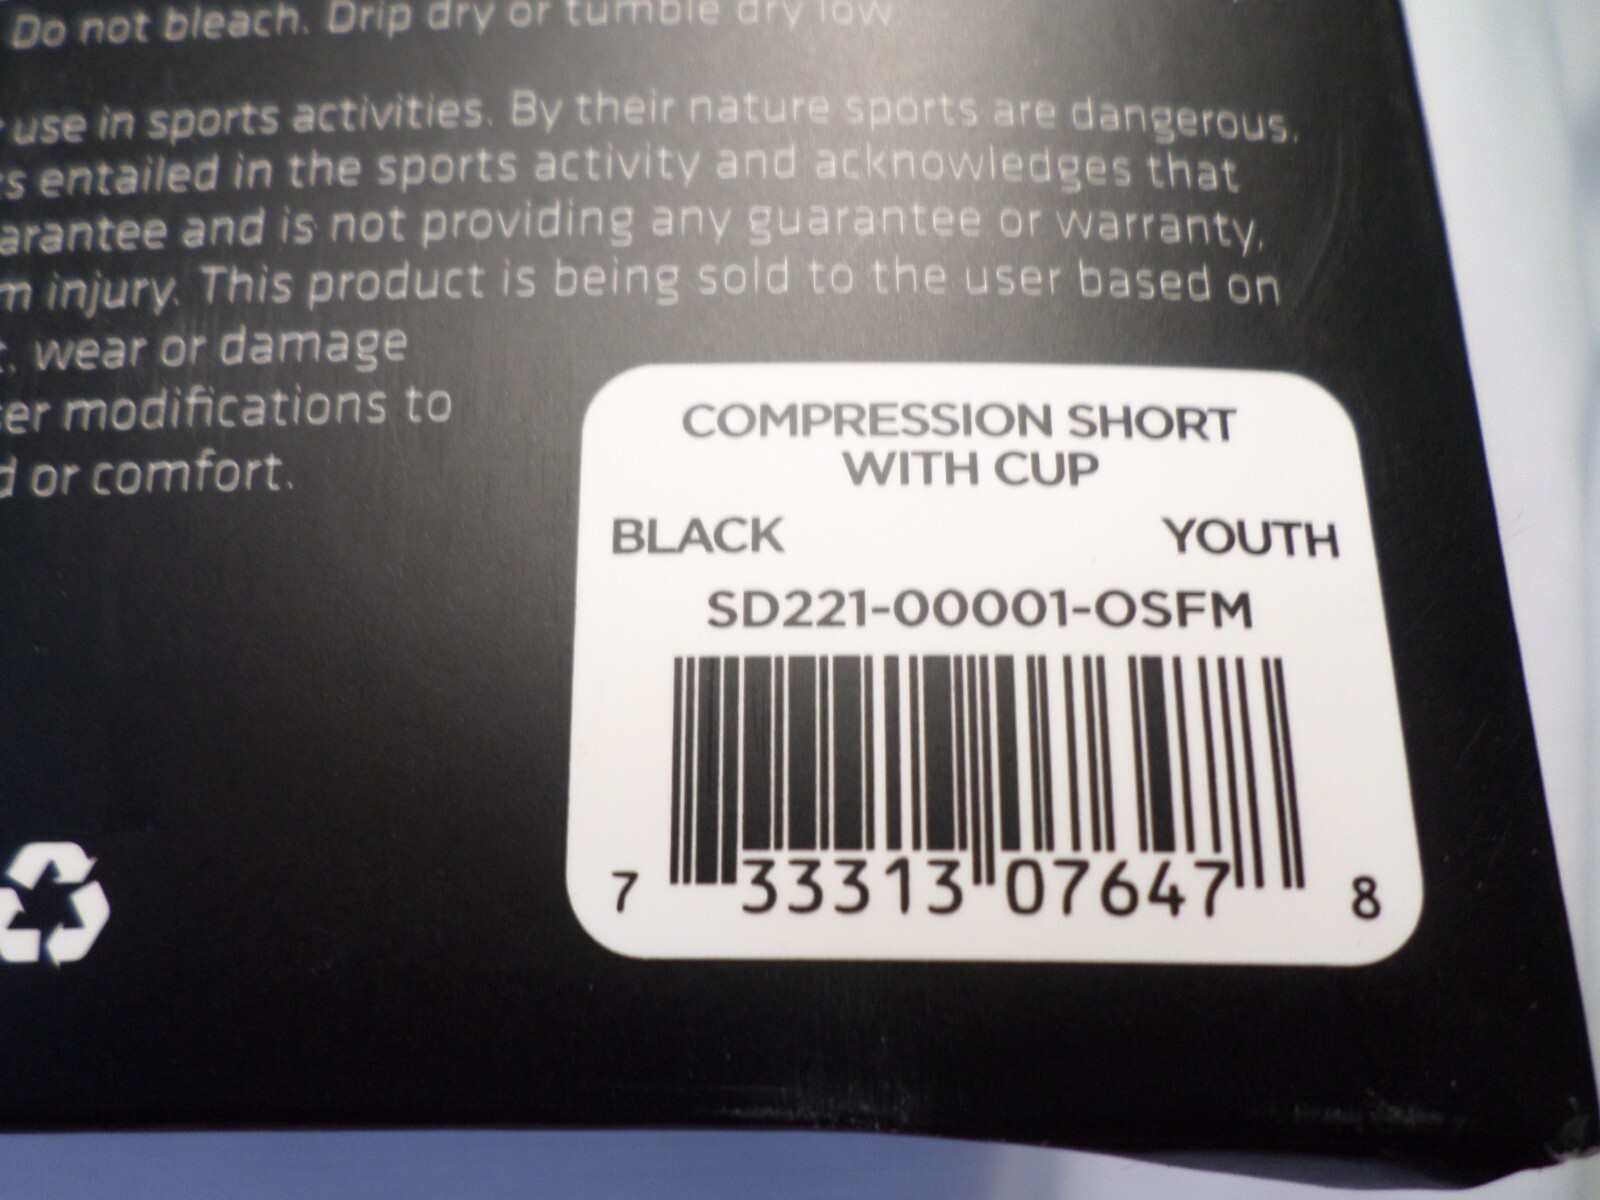 Do not bleach. Drip dry or tumble dry low.
use in sports activities. By their nature sports are dangerous.
entailed in the sports activity and acknowledges that
and is not providing any guarantee or warranty,
injury. This product is being sold to the user based on
wear or damage
modifications to
or comfort.
COMPRESSION SHORT
WITH CUP
BLACK YOUTH
SD221-00001-OSFM
7 33313 07647 8